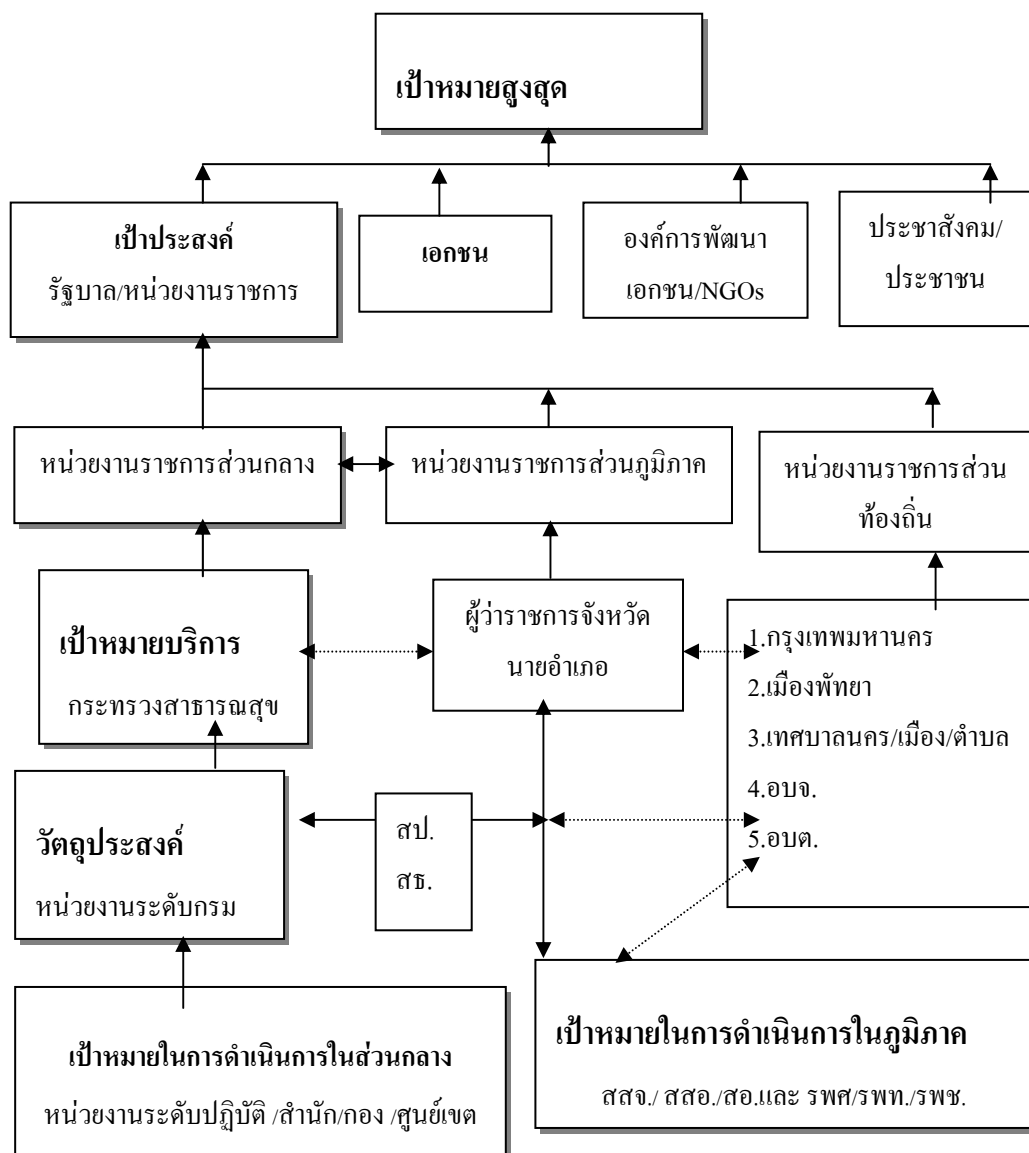 เป้าหมายสูงสุด
เป้าประสงค์
รัฐบาล/หน่วยงานราชการ
เอกชน
องค์การพัฒนา
เอกชน/NGOs
ประชาสังคม/
ประชาชน
หน่วยงานราชการส่วนกลาง
หน่วยงานราชการส่วนภูมิภาค
หน่วยงานราชการส่วน
ท้องถิ่น
เป้าหมายบริการ
กระทรวงสาธารณสุข
ผู้ว่าราชการจังหวัด
นายอำเภอ
1.กรุงเทพมหานคร
2.เมืองพัทยา
3.เทศบาลนคร/เมือง/ตำบล
4.อบจ.
5.อบต.
วัตถุประสงค์
หน่วยงานระดับกรม
สป.
สธ.
เป้าหมายในการดำเนินการในส่วนกลาง
หน่วยงานระดับปฏิบัติ /สำนัก/กอง /ศูนย์เขต
เป้าหมายในการดำเนินการในภูมิภาค
สสจ./ สสอ./สอ.และ รพศ/รพท./รพช.